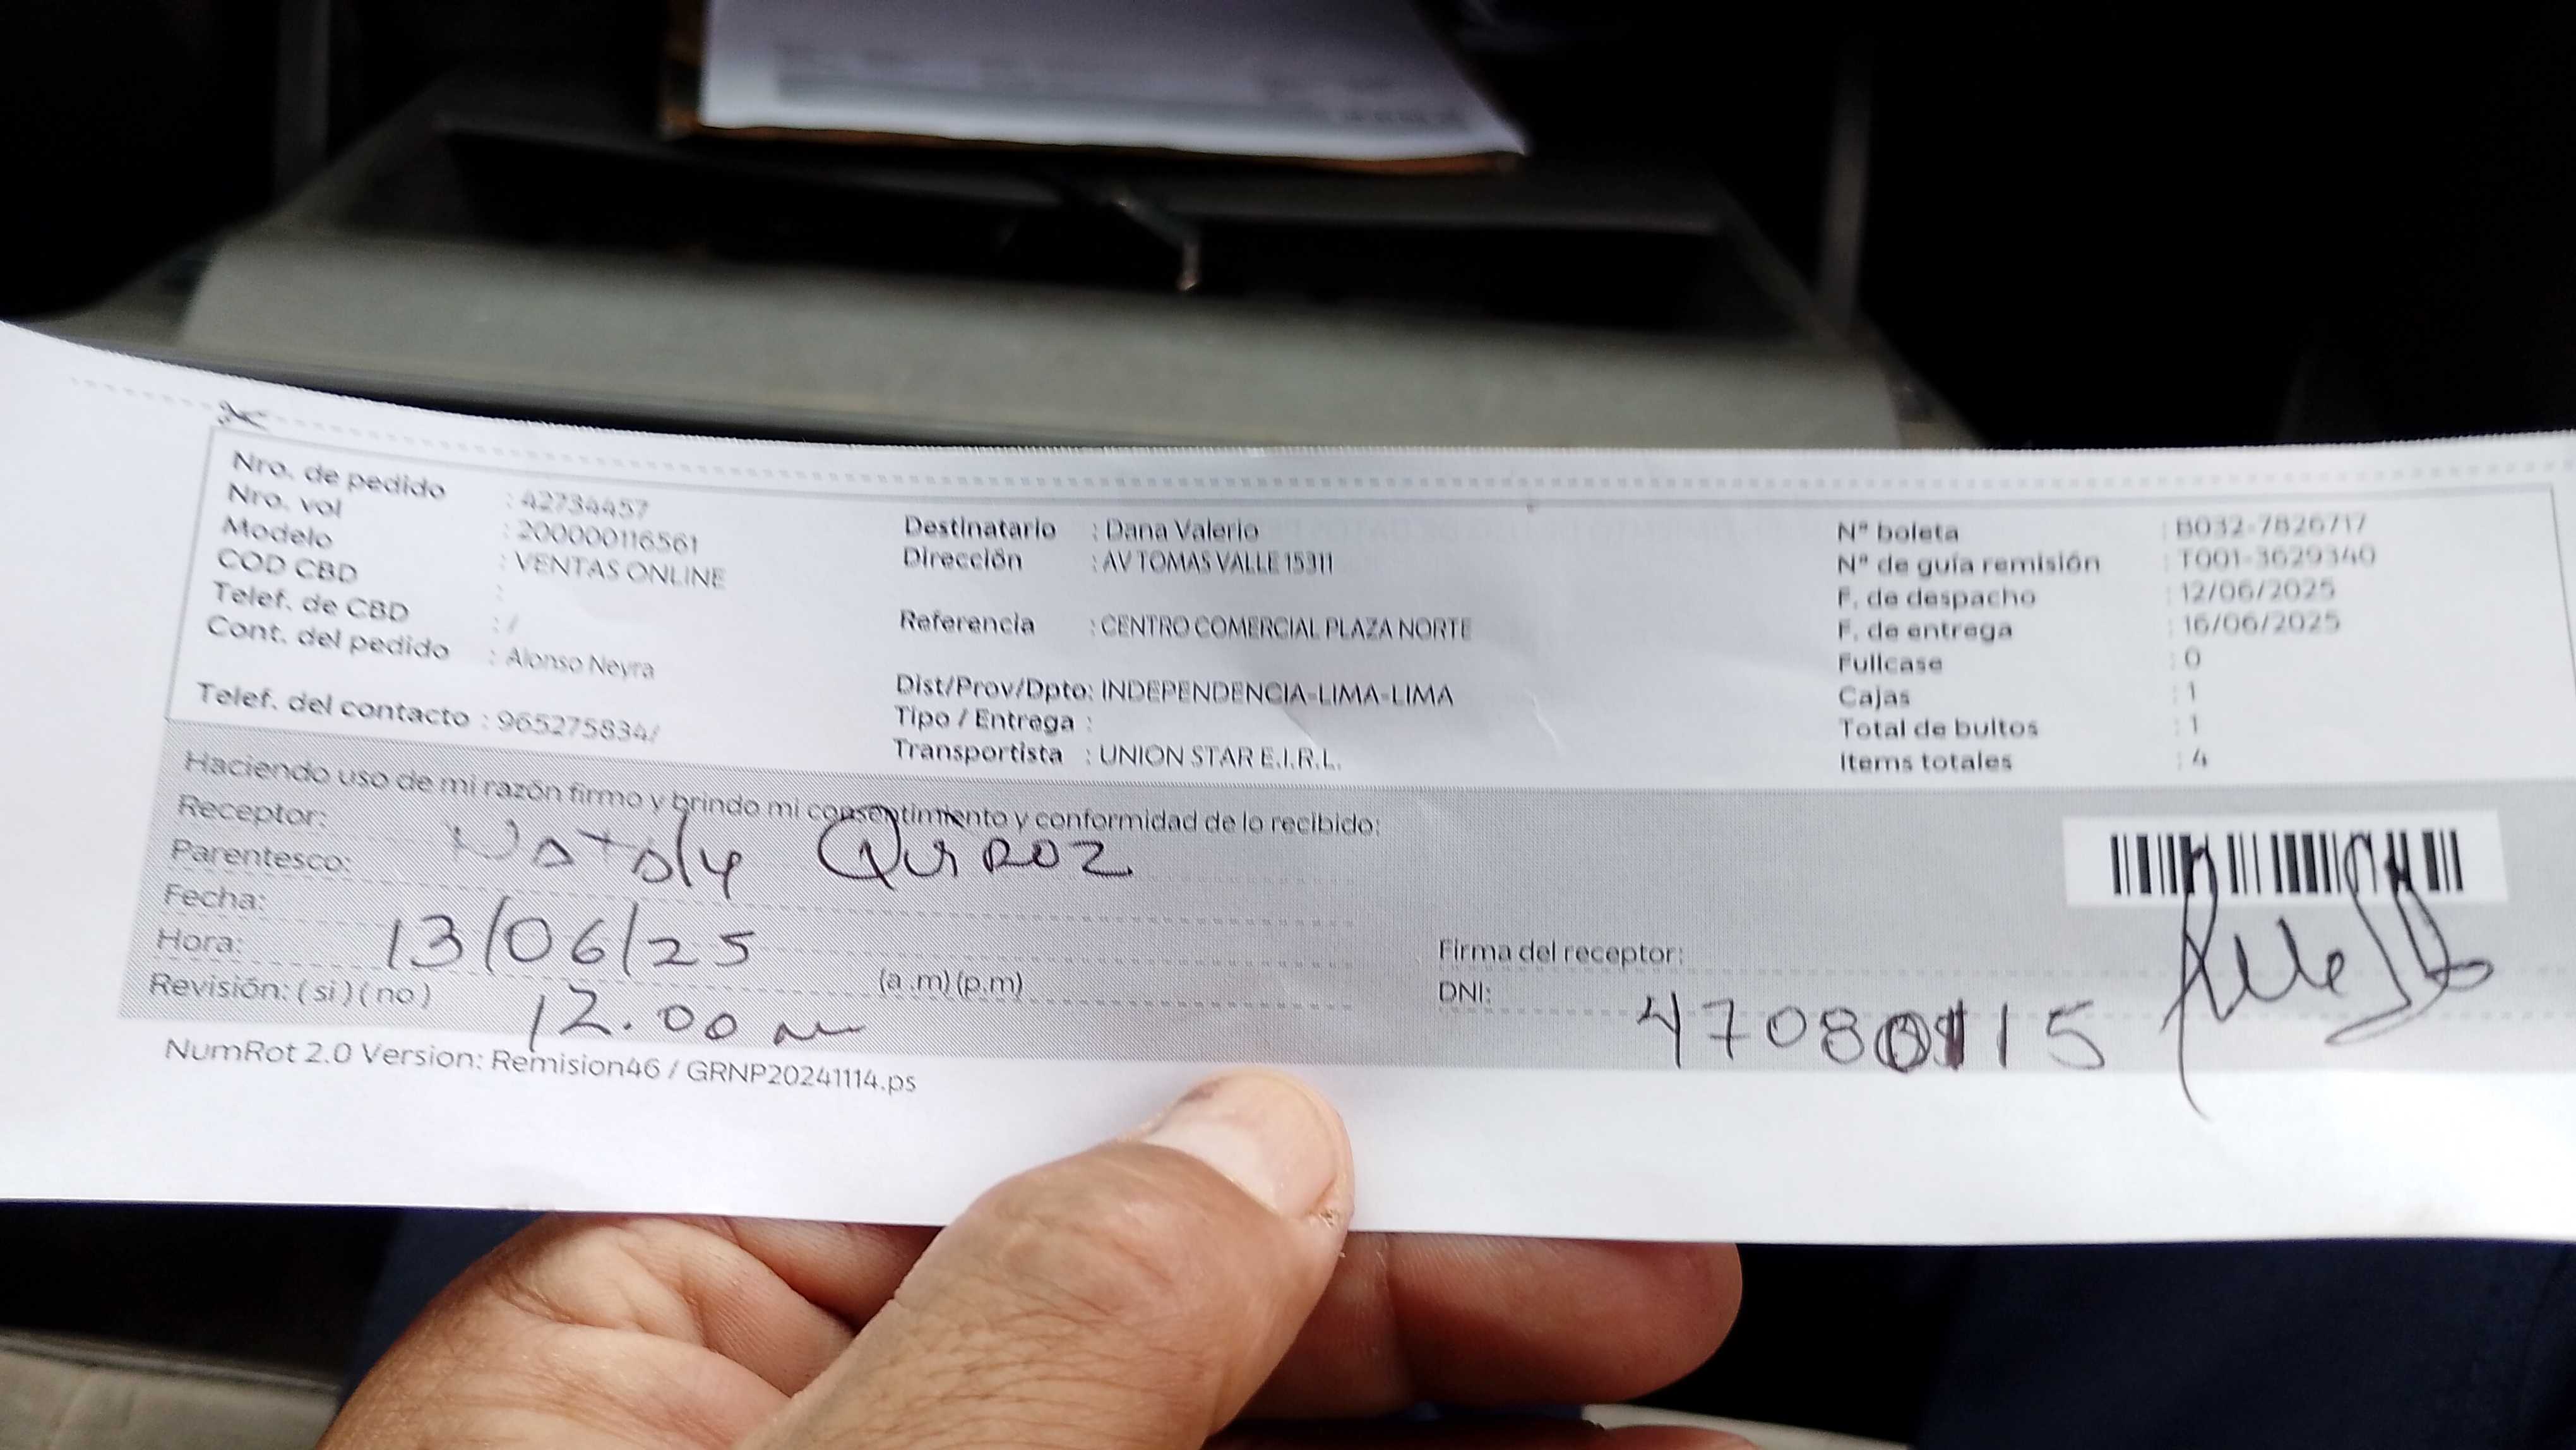 Nro. de pedido : 42734457
Nro. vol : 200000116561
Modelo : VENTAS ONLINE
COD CBD :
Telef. de CBD : /
Cont. del pedido : Alonso Neyra
Telef. del contacto : 965275834/
Destinatario : Dana Valerio
Dirección : AV TOMAS VALLE 15311
Referencia : CENTRO COMERCIAL PLAZA NORTE
Dist/Prov/Dpto: INDEPENDENCIA-LIMA-LIMA
Tipo / Entrega :
Transportista : UNION STAR E.I.R.L.
N° boleta : B032-7826717
N° de guía remisión : T001-3629340
F. de despacho : 12/06/2025
F. de entrega : 16/06/2025
Fullcase : 0
Cajas : 1
Total de bultos : 1
Items totales : 4
Haciendo uso de mi razón firmo y brindo mi consentimiento y conformidad de lo recibido:
Receptor: Nataly Quiroz
Parentesco:
Fecha: 13/06/25
Hora: 12.00 m (a.m) (p.m)
Revisión: ( si ) ( no )
Firma del receptor:
DNI:
NumRot 2.0 Version: Remision46 / GRNP20241114.ps